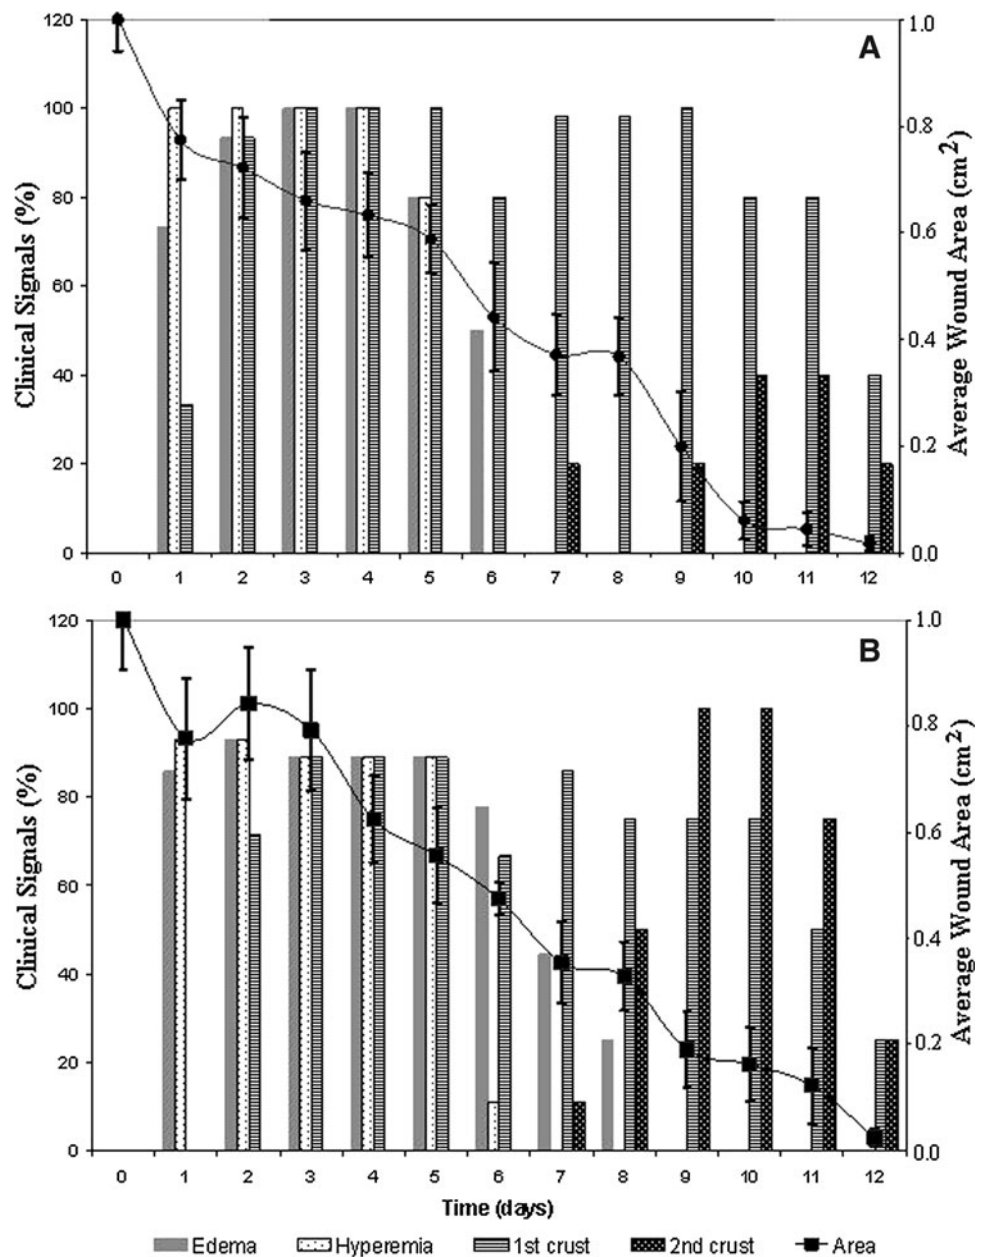 120
100
80
60
40
20
0
Clinical Signals (%)
A
1.0
0.8
0.6
0.4
0.2
0.0
Average Wound Area (cm2)
0 1 2 3 4 5 6 7 8 9 10 11 12
120
100
80
60
40
20
0
Clinical Signals (%)
B
1.0
0.8
0.6
0.4
0.2
0.0
Average Wound Area (cm2)
0 1 2 3 4 5 6 7 8 9 10 11 12
Time (days)
Edema Hyperemia 1st crust 2nd crust Area